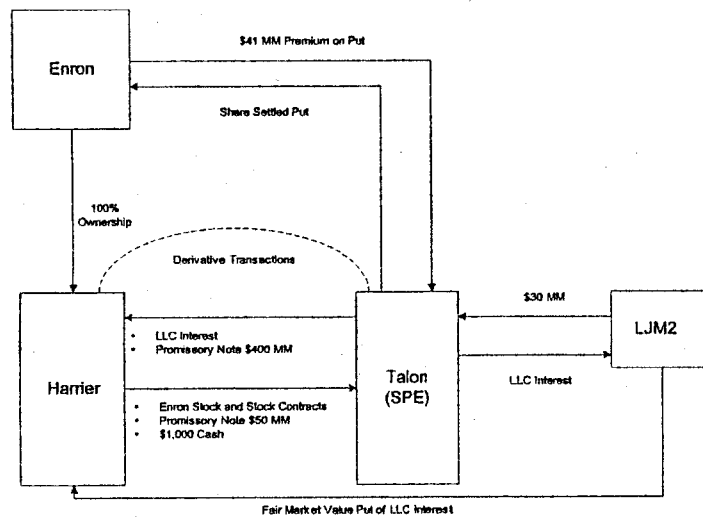 $41 MM Premium on Put
Enron
Share Settled Put
100%
Ownership
Derivative Transactions
$30 MM
LJM2
• LLC Interest
• Promissory Note $400 MM
Harrier
Talon
(SPE)
LLC Interest
• Enron Stock and Stock Contracts
• Promissory Note $50 MM
• $1,000 Cash
Fair Market Value Put of LLC Interest